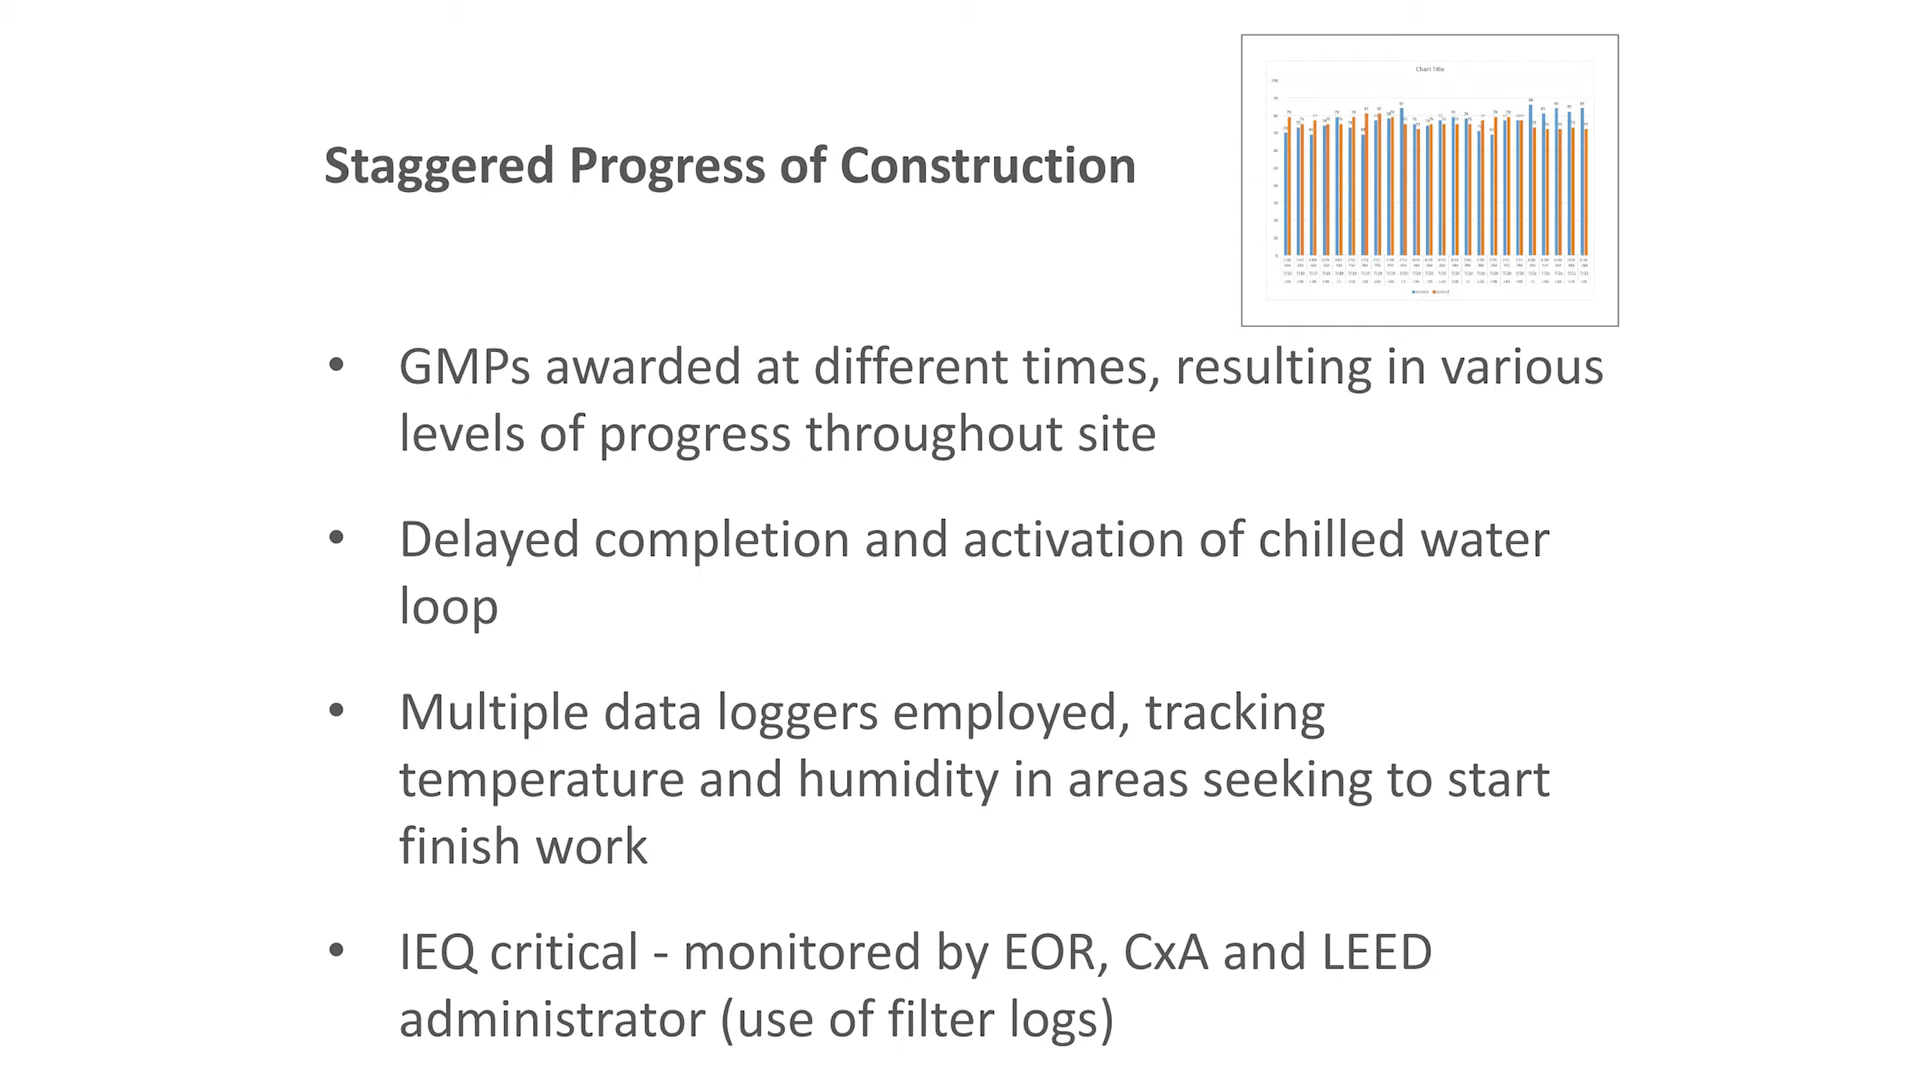 Chart Title
Staggered Progress of Construction
• GMPs awarded at different times, resulting in various
levels of progress throughout site
• Delayed completion and activation of chilled water
loop
• Multiple data loggers employed, tracking
temperature and humidity in areas seeking to start
finish work
• IEQ critical - monitored by EOR, CxA and LEED
administrator (use of filter logs)